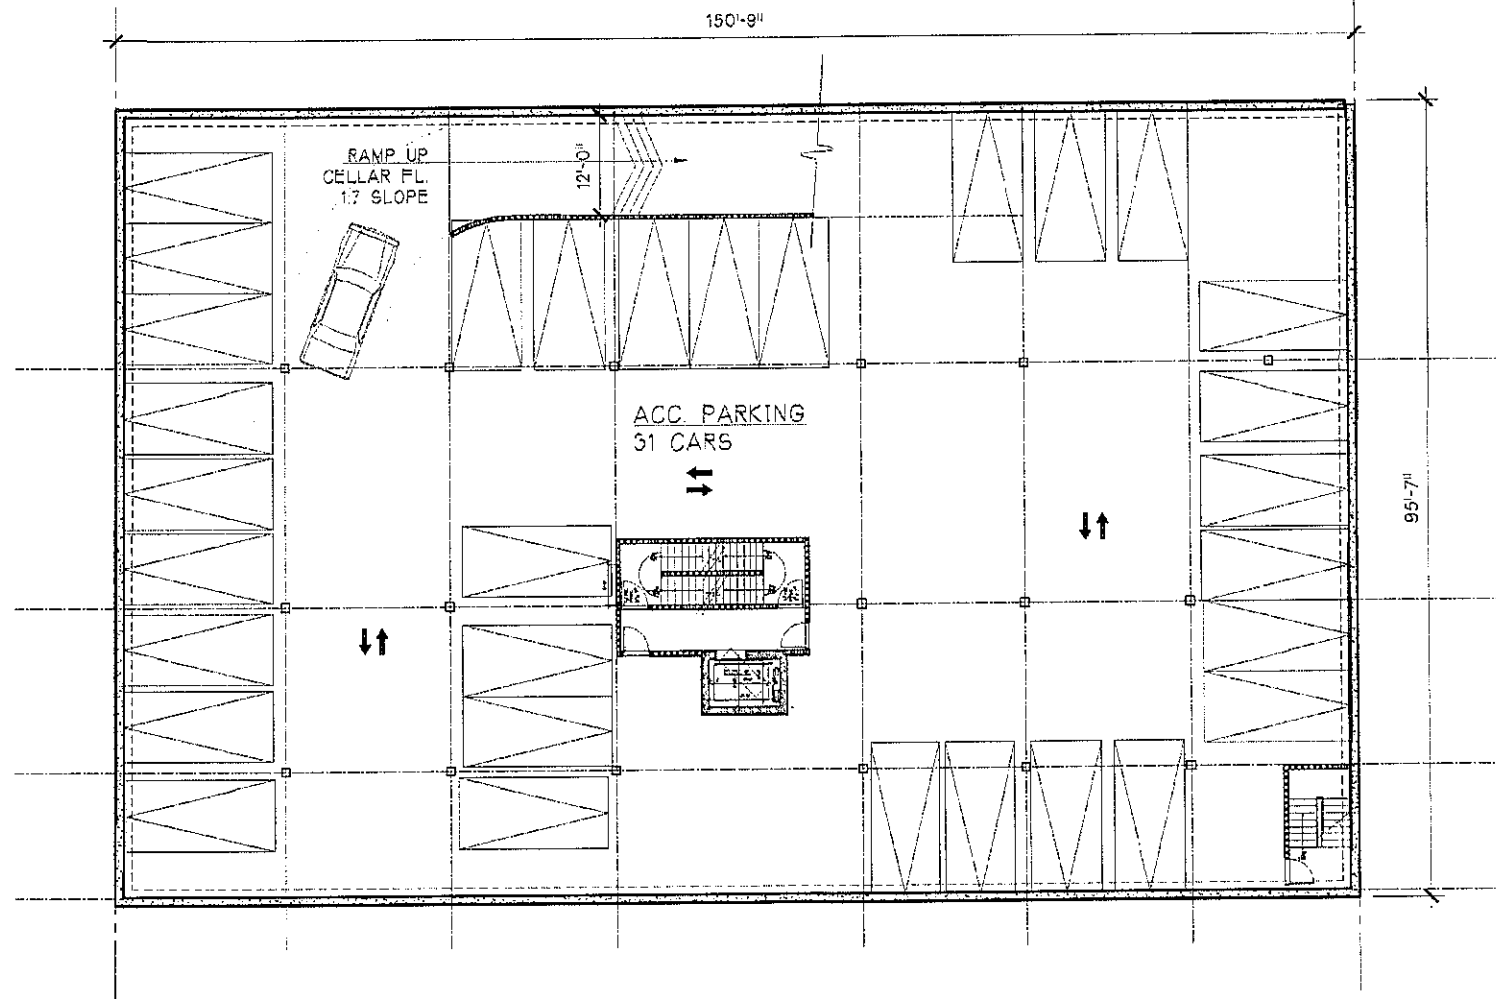 150'-9"
RAMP UP
CELLAR FL.
1:7 SLOPE
12'-0"
ACC. PARKING
31 CARS
95'-7"